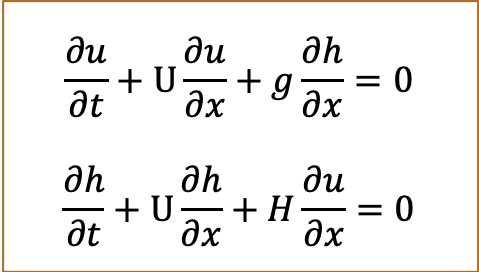 ∂u/∂t + U ∂u/∂x + g ∂h/∂x = 0
∂h/∂t + U ∂h/∂x + H ∂u/∂x = 0